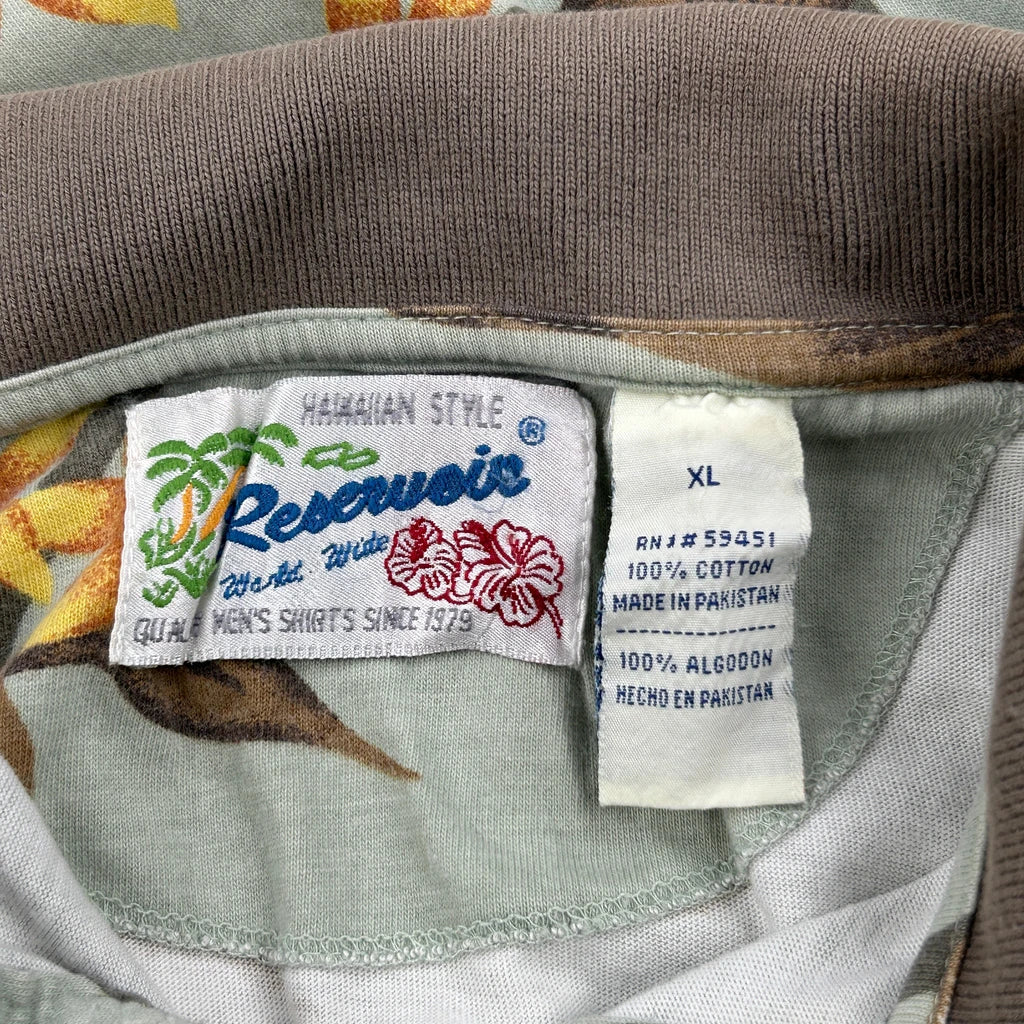 HAWAIIAN STYLE
Reservoir ®
World. Wide
MEN'S SHIRTS SINCE 1979
XL
RN # 59451
100% COTTON
MADE IN PAKISTAN
100% ALGODON
HECHO EN PAKISTAN